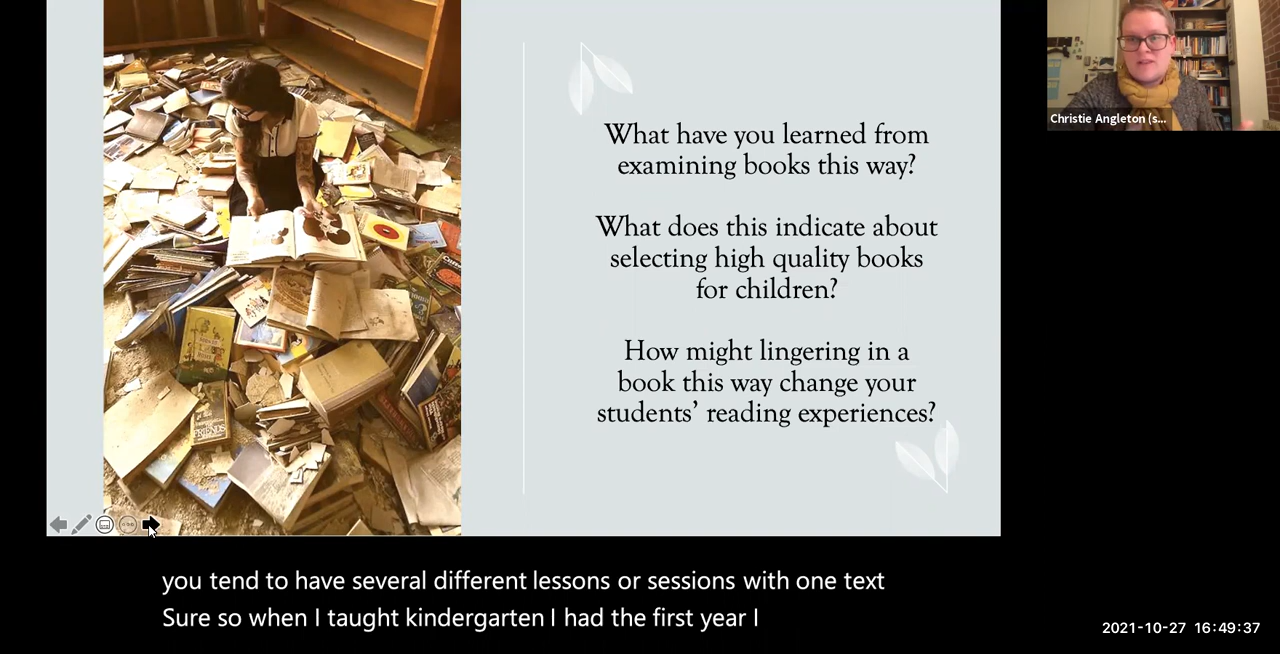 Christie Angleton (s...
What have you learned from
examining books this way?
What does this indicate about
selecting high quality books
for children?
How might lingering in a
book this way change your
students’ reading experiences?
you tend to have several different lessons or sessions with one text
Sure so when I taught kindergarten I had the first year I
2021-10-27 16:49:37